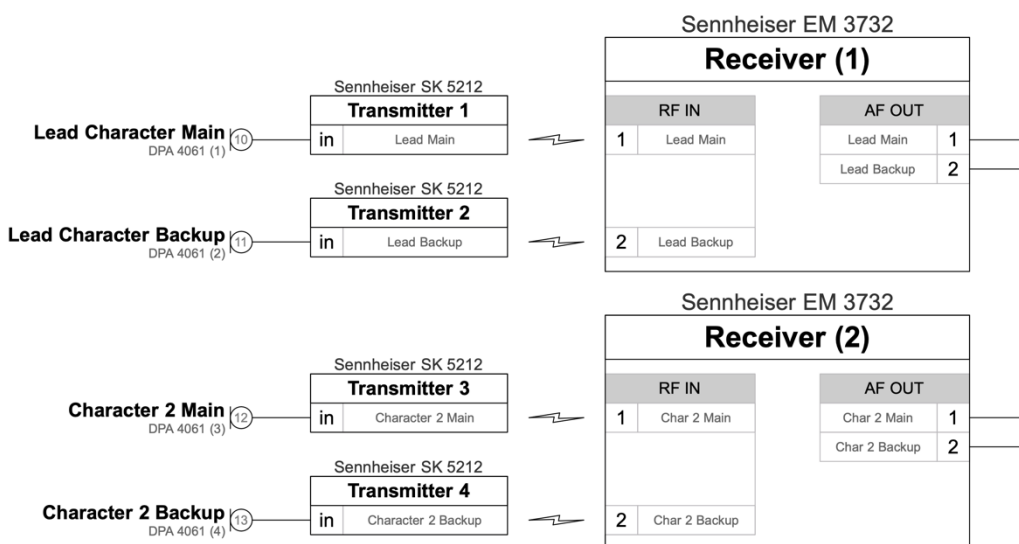 Sennheiser EM 3732
Receiver (1)
Sennheiser SK 5212
Transmitter 1
RF IN
AF OUT
Lead Character Main
DPA 4061 (1)
10
in
Lead Main
1
Lead Main
Lead Main
1
Lead Backup
2
Sennheiser SK 5212
Transmitter 2
Lead Character Backup
DPA 4061 (2)
11
in
Lead Backup
2
Lead Backup
Sennheiser EM 3732
Receiver (2)
Sennheiser SK 5212
Transmitter 3
RF IN
AF OUT
Character 2 Main
DPA 4061 (3)
12
in
Character 2 Main
1
Char 2 Main
Char 2 Main
1
Char 2 Backup
2
Sennheiser SK 5212
Transmitter 4
Character 2 Backup
DPA 4061 (4)
13
in
Character 2 Backup
2
Char 2 Backup